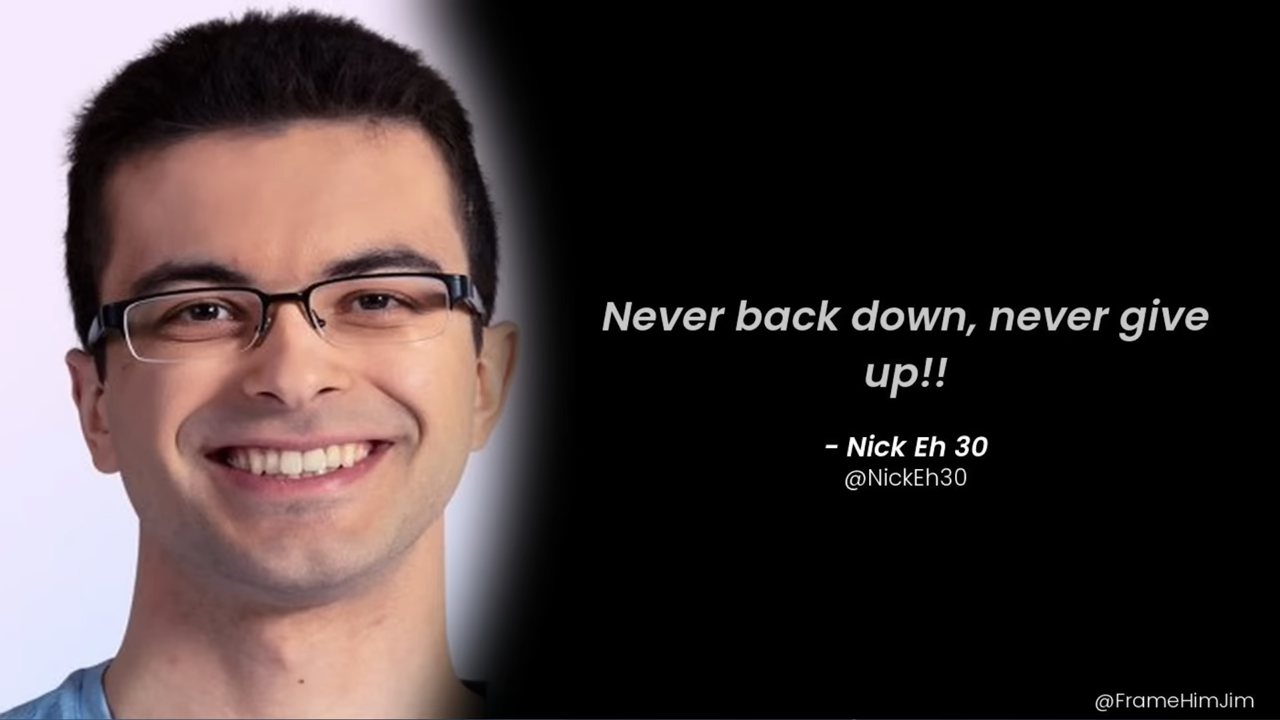 Never back down, never give
up!!
- Nick Eh 30
@NickEh30
@FrameHimJim